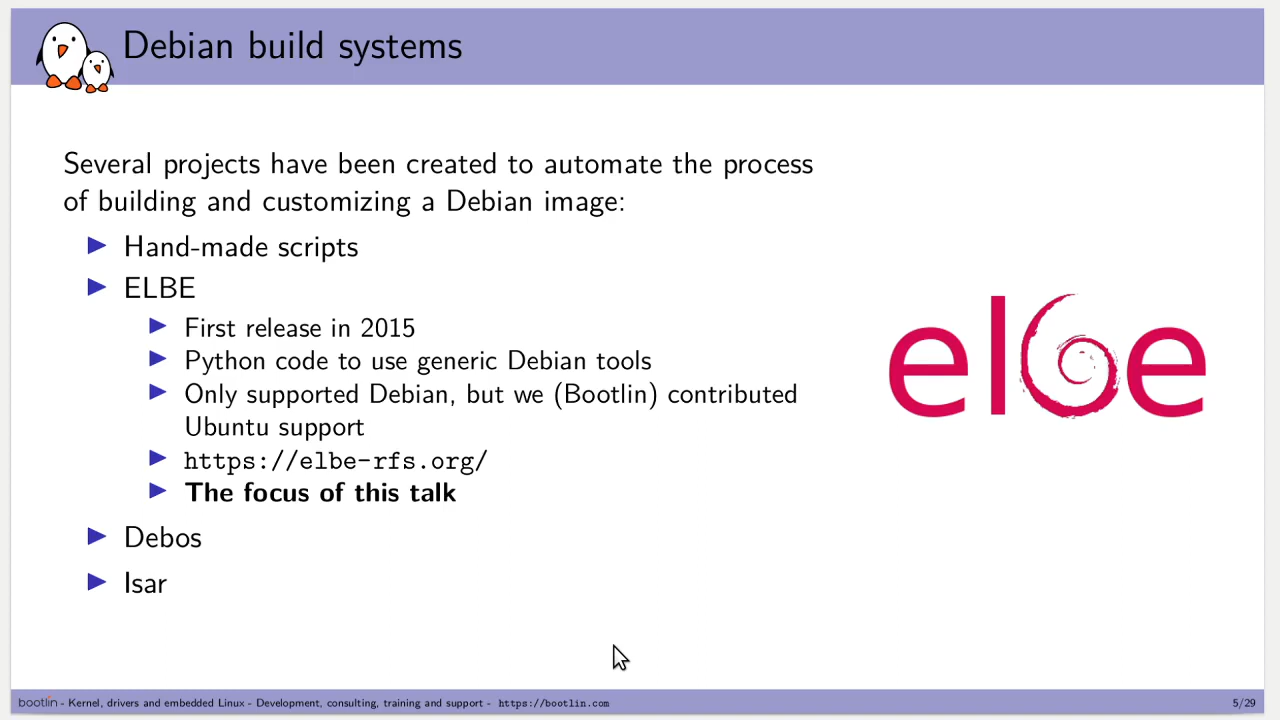 Debian build systems
Several projects have been created to automate the process
of building and customizing a Debian image:
Hand-made scripts
ELBE
First release in 2015
Python code to use generic Debian tools
Only supported Debian, but we (Bootlin) contributed
Ubuntu support
https://elbe-rfs.org/
The focus of this talk
Debos
Isar
elbe
bootlin - Kernel, drivers and embedded Linux - Development, consulting, training and support - https://bootlin.com
5/29